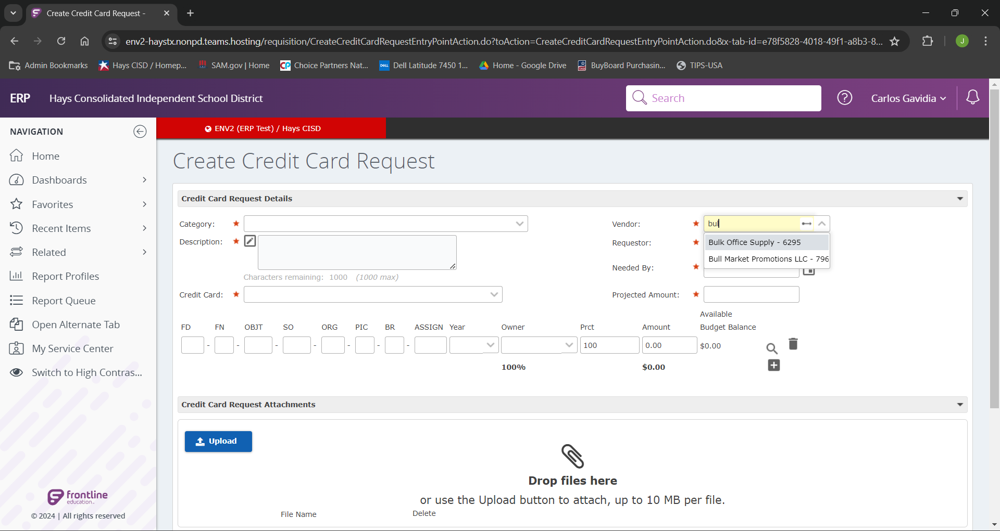 Create Credit Card Request -
env2-haystx.nonpd.teams.hosting/requisition/CreateCreditCardRequestEntryPointAction.do?toAction=CreateCreditCardRequestEntryPointAction.do&x-tab-id=e78f5828-4018-49f1-a8b3-8...
J
Admin Bookmarks
Hays CISD / Homep...
SAM.gov | Home
CP
Choice Partners Nat...
DELL
Dell Latitude 7450 1...
Home - Google Drive
BuyBoard Purchasin...
TIPS-USA
ERP
Hays Consolidated Independent School District
Search
Carlos Gavidia
NAVIGATION
ENV2 (ERP Test) / Hays CISD
Home
Dashboards
Favorites
Recent Items
Related
Report Profiles
Report Queue
Open Alternate Tab
My Service Center
Switch to High Contras...
frontline
education
© 2024 | All rights reserved
Create Credit Card Request
Credit Card Request Details
Category:
Vendor:
bul
Description:
Requestor:
Bulk Office Supply - 6295
Bull Market Promotions LLC - 796
Needed By:
Characters remaining: 1000 (1000 max)
Credit Card:
Projected Amount:
Available
FD FN OBJT SO ORG PIC BR ASSIGN Year Owner Prct Amount Budget Balance
- - - - - - - 100 0.00 $0.00
100% $0.00
Credit Card Request Attachments
Upload
Drop files here
or use the Upload button to attach, up to 10 MB per file.
File Name Delete